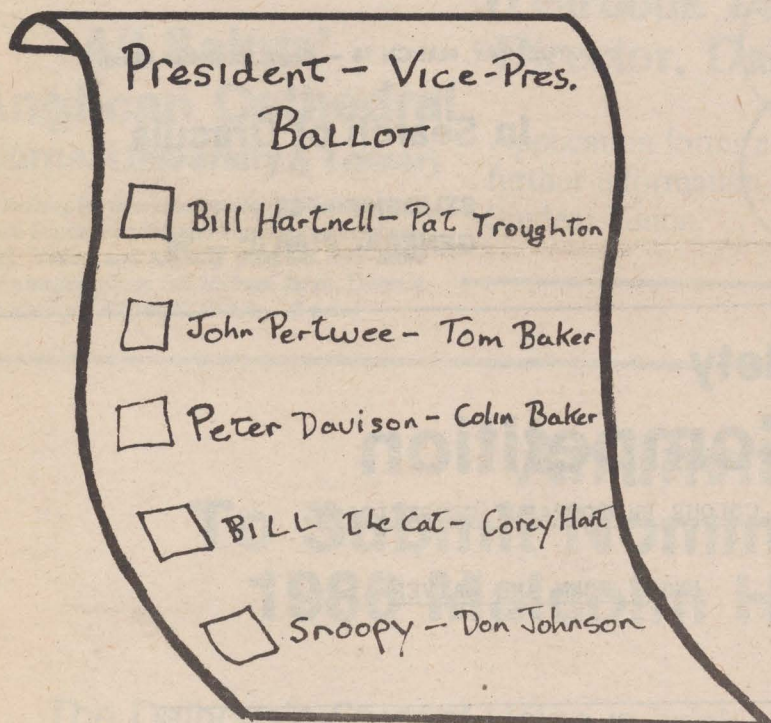 President - Vice-Pres.
Ballot
Bill Hartnell - Pat Troughton
John Pertwee - Tom Baker
Peter Davison - Colin Baker
BILL the Cat - Corey Hart
Snoopy - Don Johnson